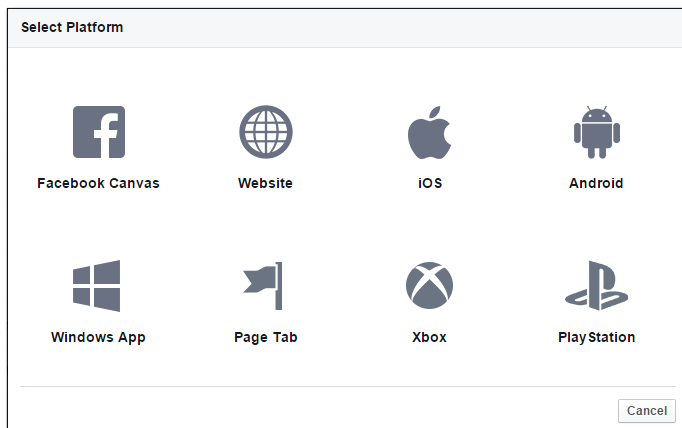 Select Platform
Facebook Canvas Website iOS Android
Windows App Page Tab Xbox PlayStation
Cancel